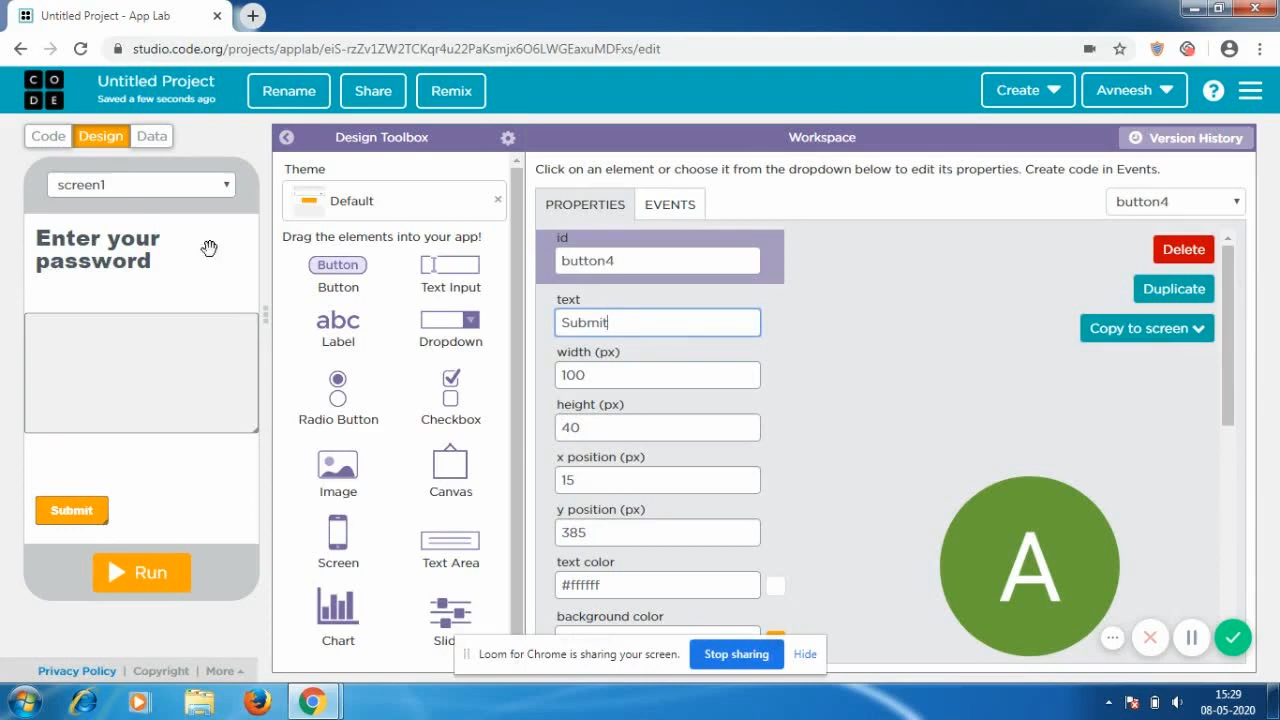 Untitled Project - App Lab
studio.code.org/projects/applab/eiS-rzZv1ZW2TCKqr4u22PaKsmjx6O6LWGEaxuMDFxs/edit
C O
D E
Untitled Project
Saved a few seconds ago
Rename
Share
Remix
Create
Avneesh
?
Code
Design
Data
Design Toolbox
Workspace
Version History
screen1
Enter your
password
Submit
Run
Theme
Default
Drag the elements into your app!
Button
Button
Text Input
abc
Label
Dropdown
Radio Button
Checkbox
Image
Canvas
Screen
Text Area
Chart
Click on an element or choose it from the dropdown below to edit its properties. Create code in Events.
PROPERTIES
EVENTS
button4
id
button4
text
Submit
width (px)
100
height (px)
40
x position (px)
15
y position (px)
385
text color
#ffffff
background color
Delete
Duplicate
Copy to screen
A
Loom for Chrome is sharing your screen.
Stop sharing
Hide
Privacy Policy | Copyright | More
15:29
08-05-2020